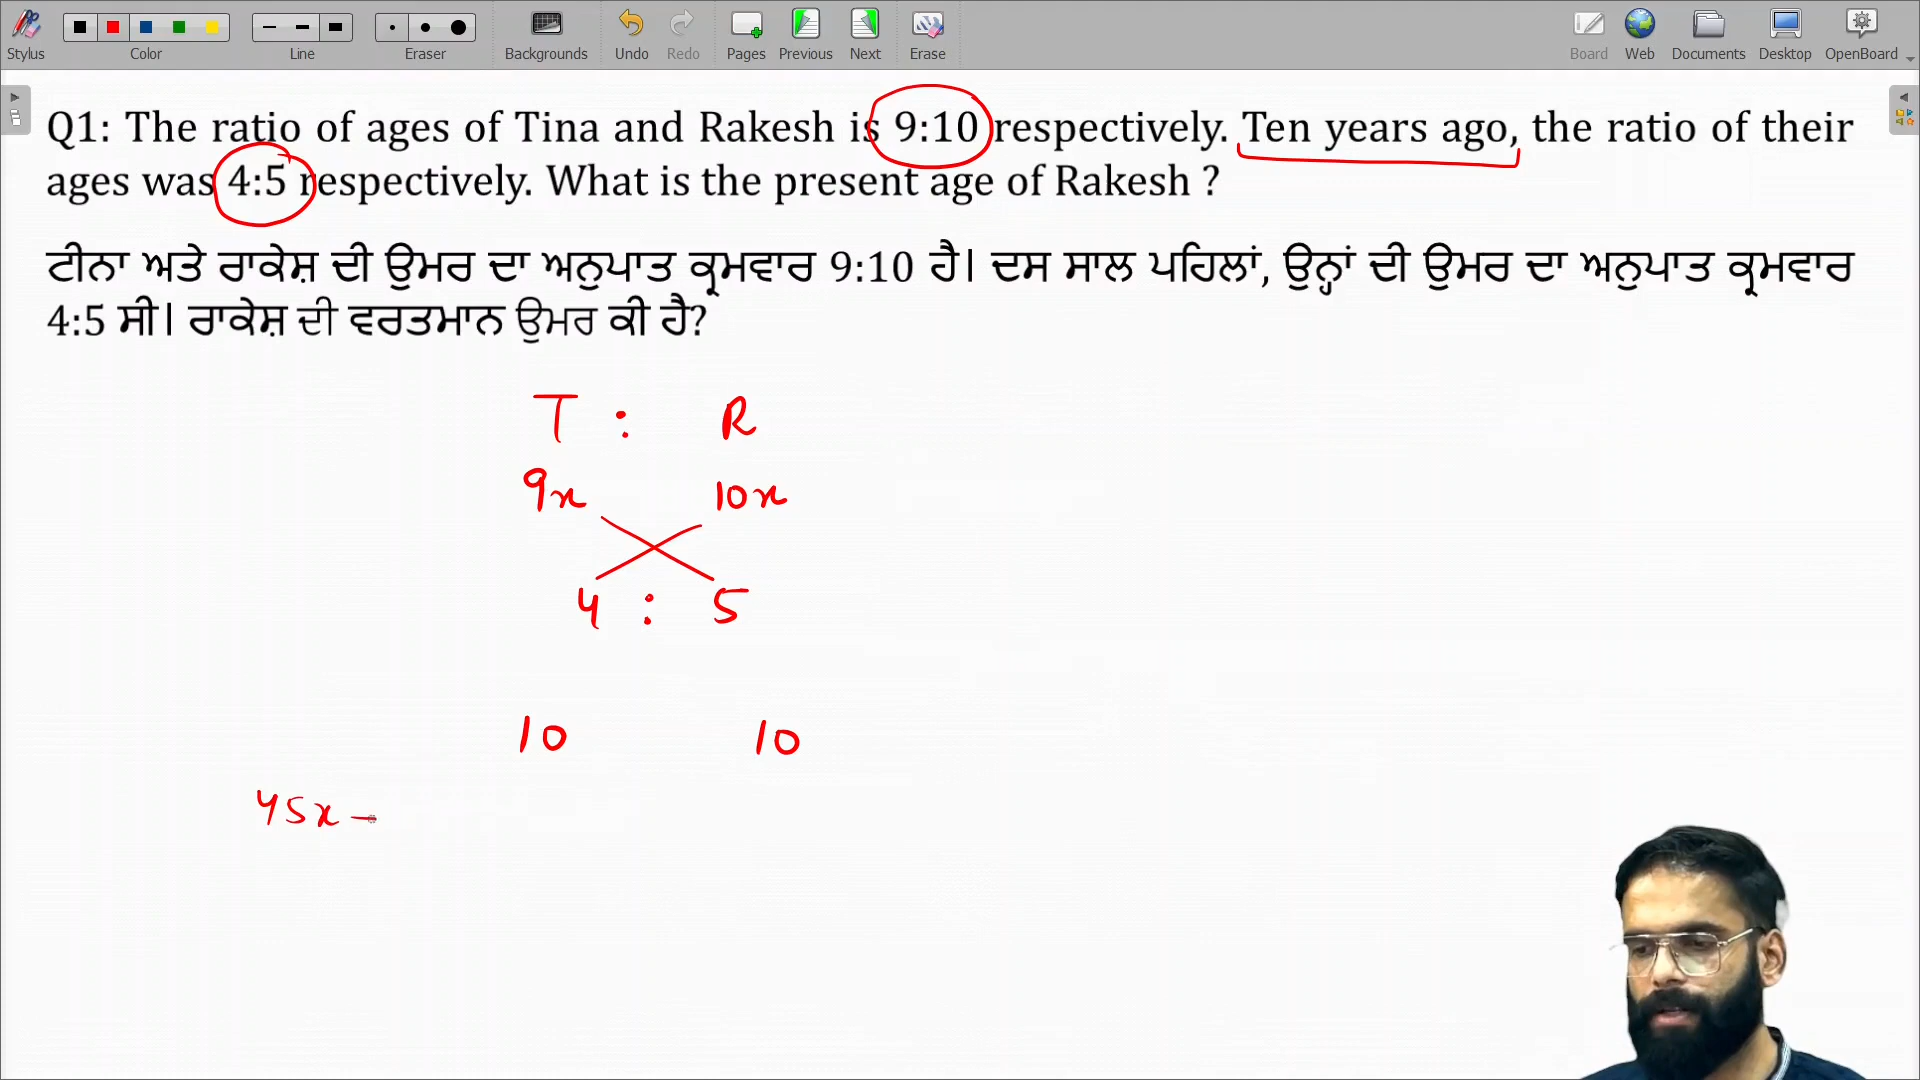 Stylus Color Line Eraser Backgrounds Undo Redo Pages Previous Next Erase Board Web Documents Desktop OpenBoard
Q1: The ratio of ages of Tina and Rakesh is 9:10 respectively. Ten years ago, the ratio of their
ages was 4:5 respectively. What is the present age of Rakesh ?
ਟੀਨਾ ਅਤੇ ਰਾਕੇਸ਼ ਦੀ ਉਮਰ ਦਾ ਅਨੁਪਾਤ ਕ੍ਰਮਵਾਰ 9:10 ਹੈ। ਦਸ ਸਾਲ ਪਹਿਲਾਂ, ਉਨ੍ਹਾਂ ਦੀ ਉਮਰ ਦਾ ਅਨੁਪਾਤ ਕ੍ਰਮਵਾਰ
4:5 ਸੀ। ਰਾਕੇਸ਼ ਦੀ ਵਰਤਮਾਨ ਉਮਰ ਕੀ ਹੈ?
T : R
9x 10x
4 : 5
10 10
45x -